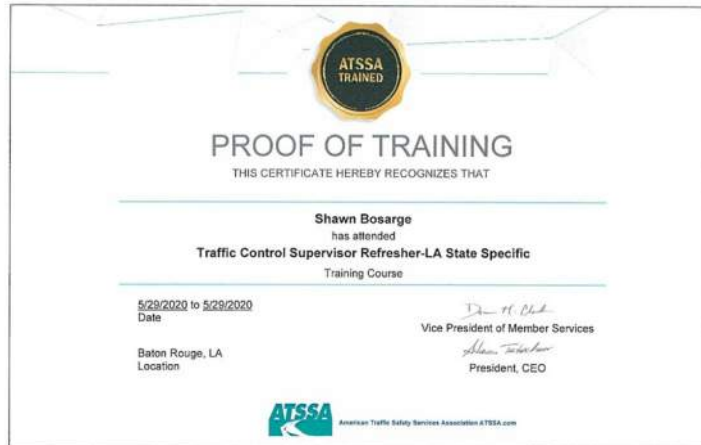 ATSSA
TRAINED
PROOF OF TRAINING
THIS CERTIFICATE HEREBY RECOGNIZES THAT
Shawn Bosarge
has attended
Traffic Control Supervisor Refresher-LA State Specific
Training Course
5/29/2020 to 5/29/2020
Date
Vice President of Member Services
Baton Rouge, LA
Location
President, CEO
ATSSA
American Traffic Safety Services Association ATSSA.com